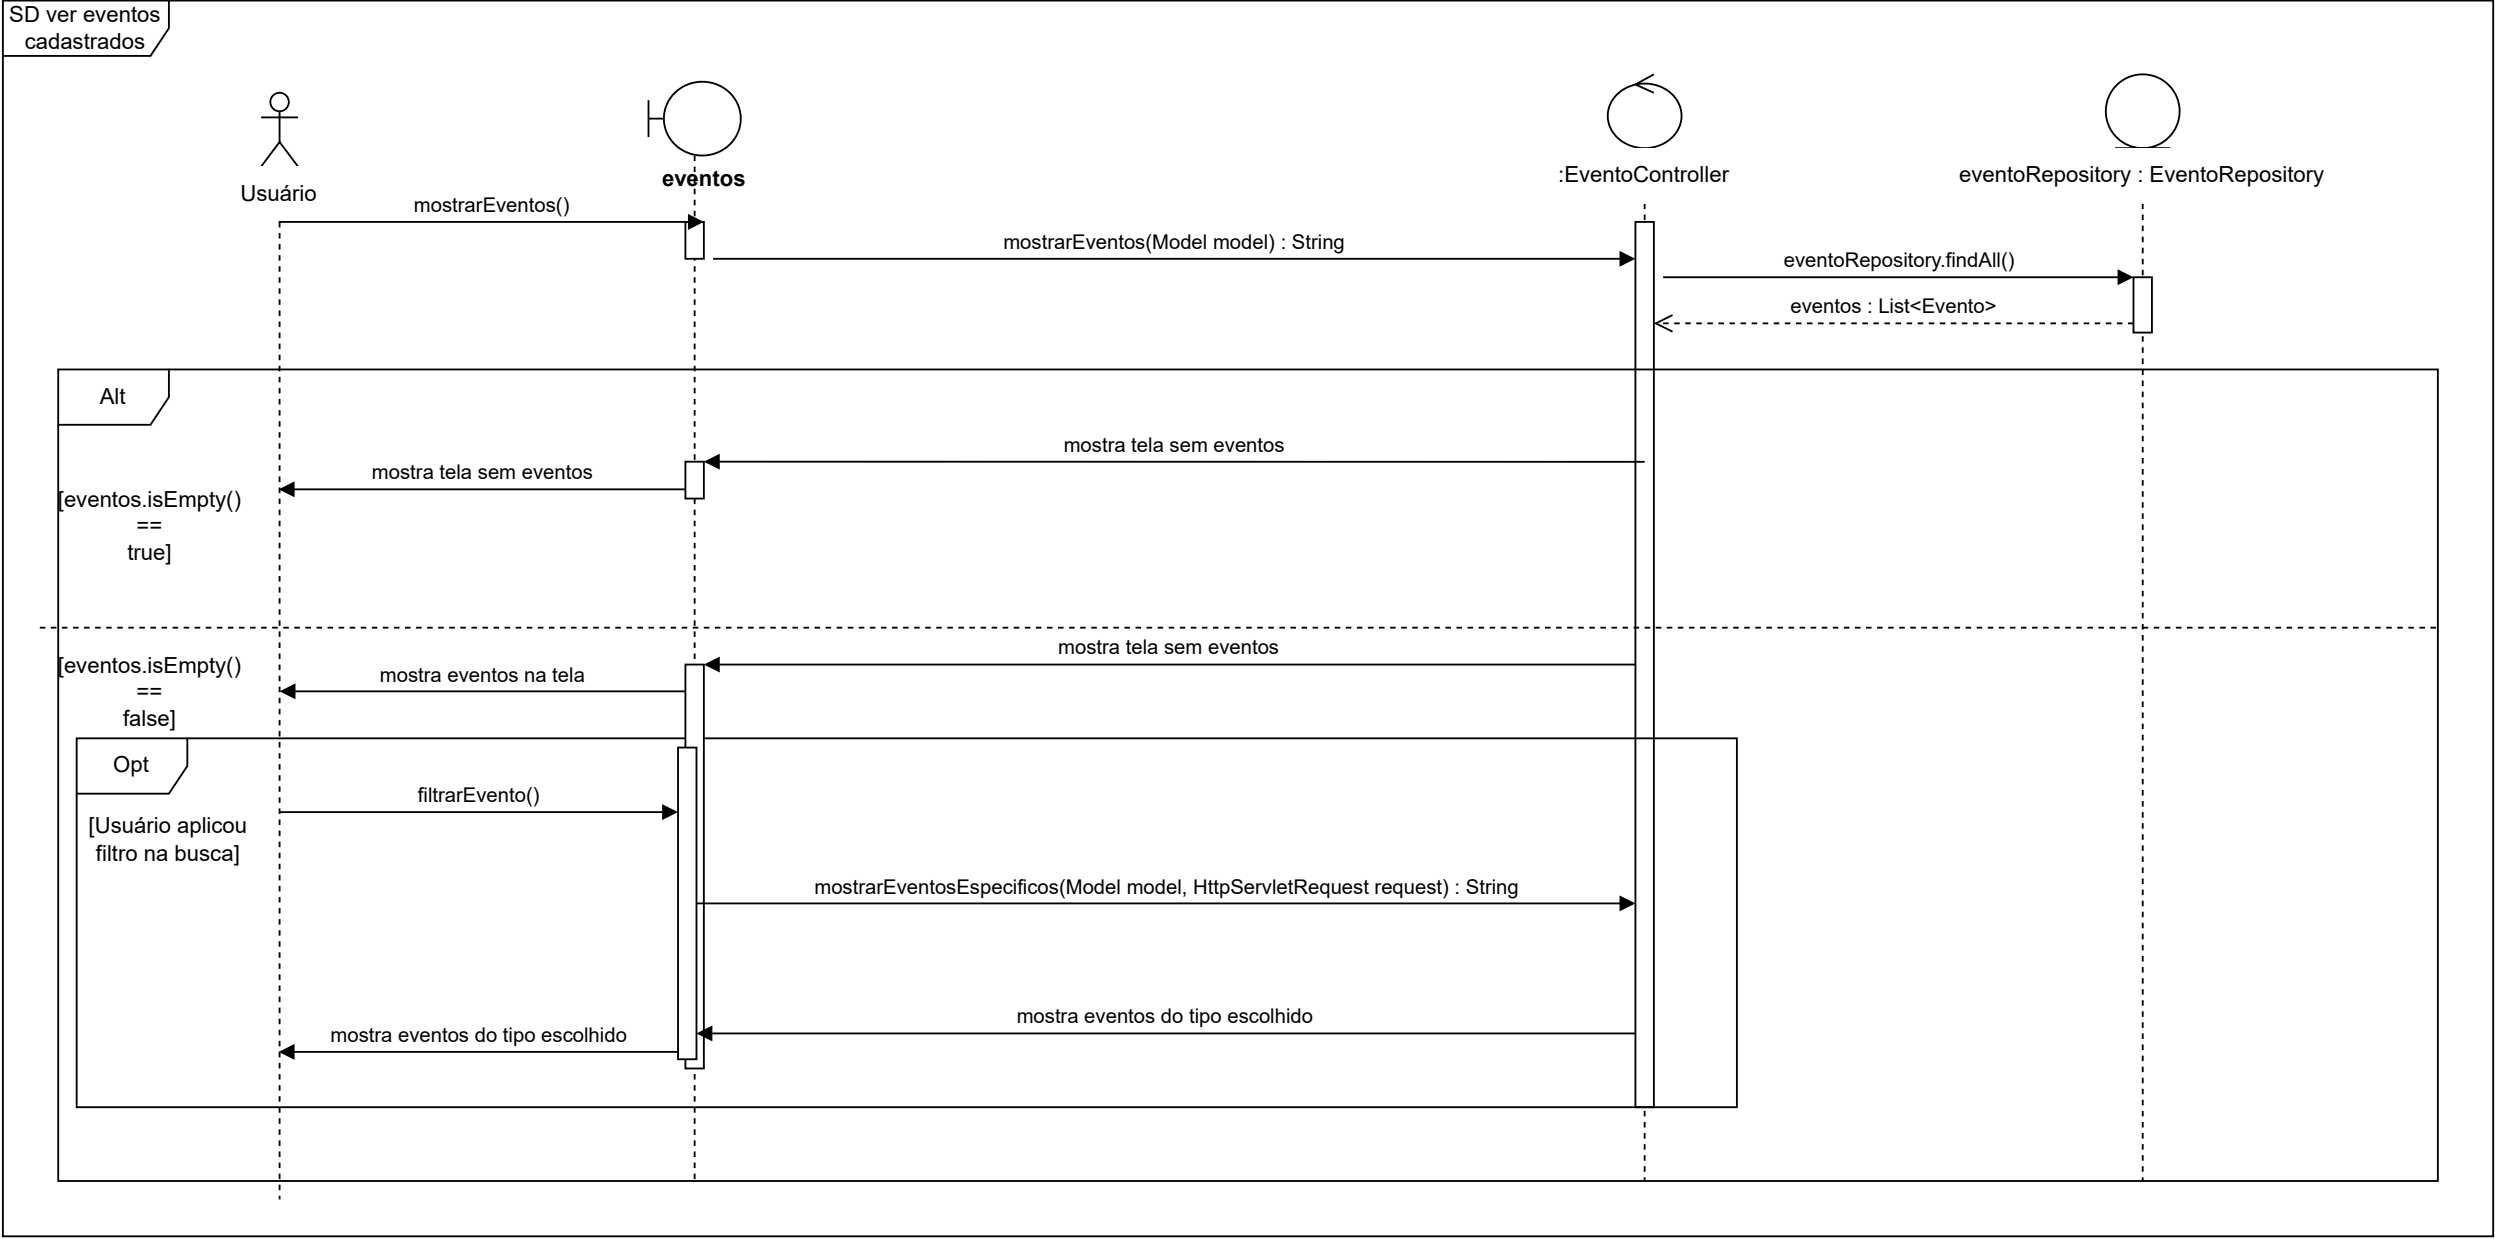 SD ver eventos
cadastrados
Usuário
eventos
:EventoController
eventoRepository : EventoRepository
mostrarEventos()
mostrarEventos(Model model) : String
eventoRepository.findAll()
eventos : List<Evento>
Alt
mostra tela sem eventos
mostra tela sem eventos
[eventos.isEmpty()
==
true]
mostra tela sem eventos
[eventos.isEmpty()
==
false]
mostra eventos na tela
Opt
filtrarEvento()
[Usuário aplicou
filtro na busca]
mostrarEventosEspecificos(Model model, HttpServletRequest request) : String
mostra eventos do tipo escolhido
mostra eventos do tipo escolhido